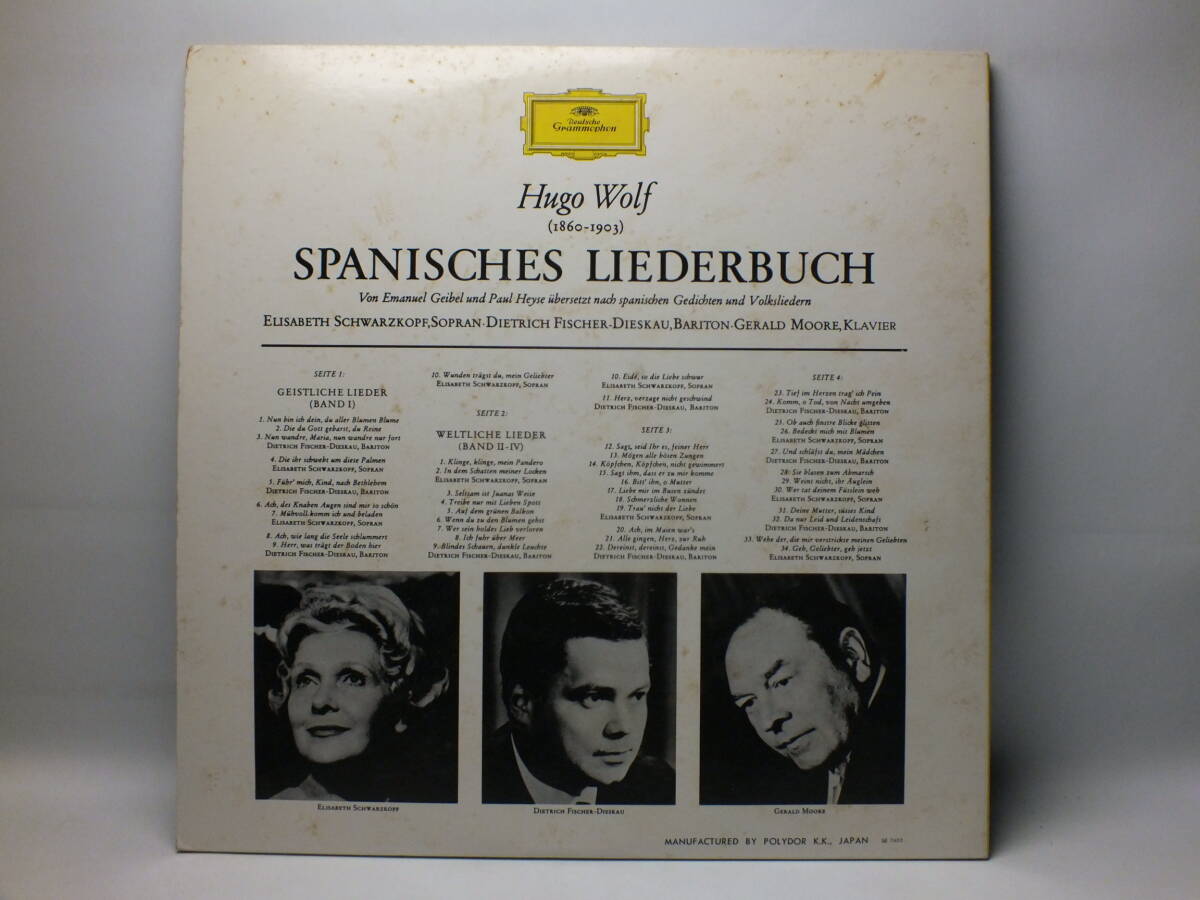 Deutsche
Grammophon
Hugo Wolf
(1860-1903)
SPANISCHES LIEDERBUCH
Von Emanuel Geibel und Paul Heyse übersetzt nach spanischen Gedichten und Volksliedern
ELISABETH SCHWARZKOPF, SOPRAN · DIETRICH FISCHER-DIESKAU, BARITON · GERALD MOORE, KLAVIER
SEITE 1:
GEISTLICHE LIEDER
(BAND I)
1. Nun bin ich dein, du aller Blumen Blume
2. Die du Gott gebarst, du Reine
3. Nun wandre, Maria, nun wandre nur fort
DIETRICH FISCHER-DIESKAU, BARITON
4. Die ihr schwebt um diese Palmen
ELISABETH SCHWARZKOPF, SOPRAN
5. Führ' mich, Kind, nach Bethlehem
DIETRICH FISCHER-DIESKAU, BARITON
6. Ach, des Knaben Augen sind mir so schön
7. Mühvoll komm ich und beladen
ELISABETH SCHWARZKOPF, SOPRAN
8. Ach, wie lang die Seele schlummert
9. Herr, was trägt der Boden hier
DIETRICH FISCHER-DIESKAU, BARITON
10. Wunden trägst du, mein Geliebter
ELISABETH SCHWARZKOPF, SOPRAN
SEITE 2:
WELTLICHE LIEDER
(BAND II-IV)
1. Klinge, klinge, mein Pandero
2. In dem Schatten meiner Locken
ELISABETH SCHWARZKOPF, SOPRAN
3. Seltsam ist Juanas Weise
4. Treibe nur mit Lieben Spott
5. Auf dem grünen Balkon
6. Wenn du zu den Blumen gehst
7. Wer sein holdes Lieb verloren
8. Ich fuhr über Meer
9. Blindes Schauen, dunkle Leuchte
DIETRICH FISCHER-DIESKAU, BARITON
10. Eide, so die Liebe schwur
ELISABETH SCHWARZKOPF, SOPRAN
11. Herz, verzage nicht geschwind
DIETRICH FISCHER-DIESKAU, BARITON
SEITE 3:
12. Sagt, seid Ihr es, feiner Herr
13. Mögen alle bösen Zungen
14. Köpfchen, Köpfchen, nicht gewimmert
15. Sagt ihm, dass er zu mir komme
16. Bitt' ihn, o Mutter
17. Liebe mir im Busen zündet
18. Schmerzliche Wonnen
19. Trau' nicht der Liebe
ELISABETH SCHWARZKOPF, SOPRAN
20. Ach, im Maien war's
21. Alle gingen, Herz, zur Ruh
22. Dereinst, dereinst, Gedanke mein
DIETRICH FISCHER-DIESKAU, BARITON
SEITE 4:
23. Tief im Herzen trag' ich Pein
24. Komm, o Tod, von Nacht umgeben
DIETRICH FISCHER-DIESKAU, BARITON
25. Ob auch finstre Blicke glitten
26. Bedeckt mich mit Blumen
ELISABETH SCHWARZKOPF, SOPRAN
27. Und schläfst du, mein Mädchen
DIETRICH FISCHER-DIESKAU, BARITON
28. Sie blasen zum Abmarsch
29. Weint nicht, ihr Äuglein
30. Wer tat deinem Füsslein weh
ELISABETH SCHWARZKOPF, SOPRAN
31. Deine Mutter, süsses Kind
32. Da nur Leid und Leidenschaft
DIETRICH FISCHER-DIESKAU, BARITON
33. Wehe der, die mir verstrickte meinen Geliebten
34. Geh, Geliebter, geh jetzt
ELISABETH SCHWARZKOPF, SOPRAN
ELISABETH SCHWARZKOPF
DIETRICH FISCHER-DIESKAU
GERALD MOORE
MANUFACTURED BY POLYDOR K.K., JAPAN